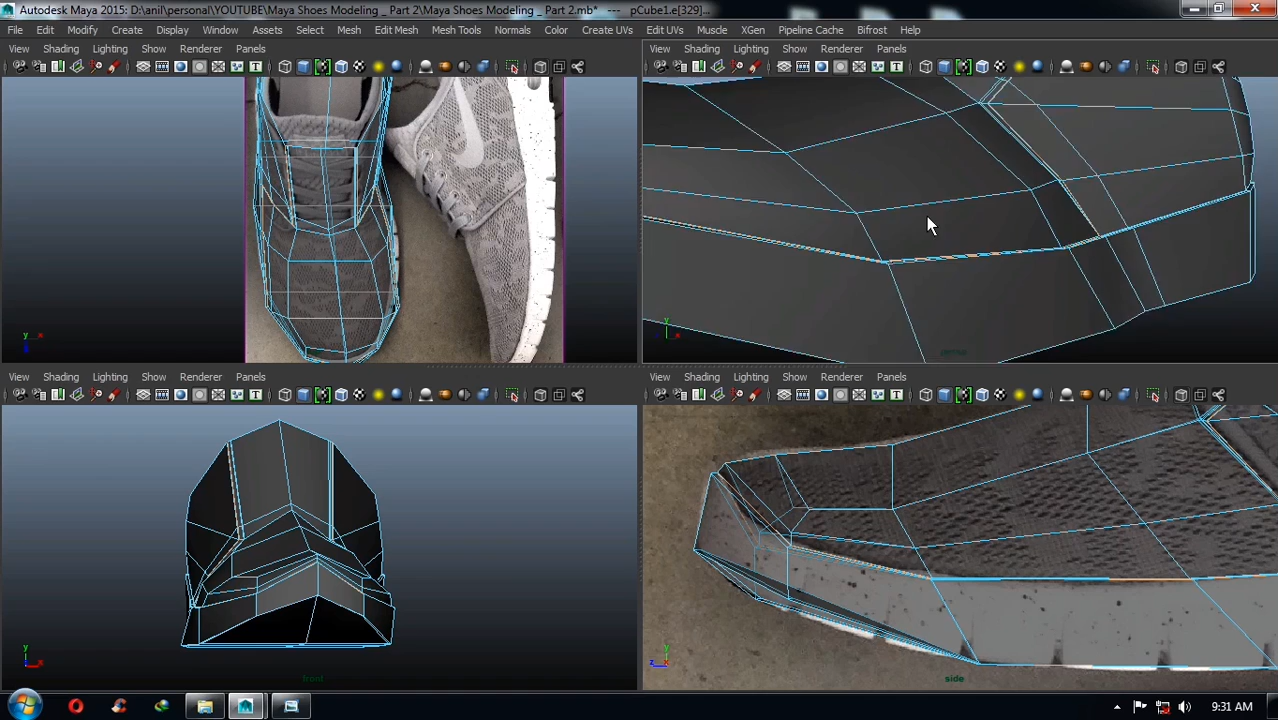 Autodesk Maya 2015: D:\anil\personal\YOUTUBE\Maya Shoes Modeling _ Part 2\Maya Shoes Modeling _ Part 2.mb*   ---   pCube1.e[329]...
File Edit Modify Create Display Window Assets Select Mesh Edit Mesh Mesh Tools Normals Color Create UVs Edit UVs Muscle XGen Pipeline Cache Bifrost Help
View Shading Lighting Show Renderer Panels View Shading Lighting Show Renderer Panels
y x
y x
persp
View Shading Lighting Show Renderer Panels View Shading Lighting Show Renderer Panels
y x
front
y z
side
9:31 AM